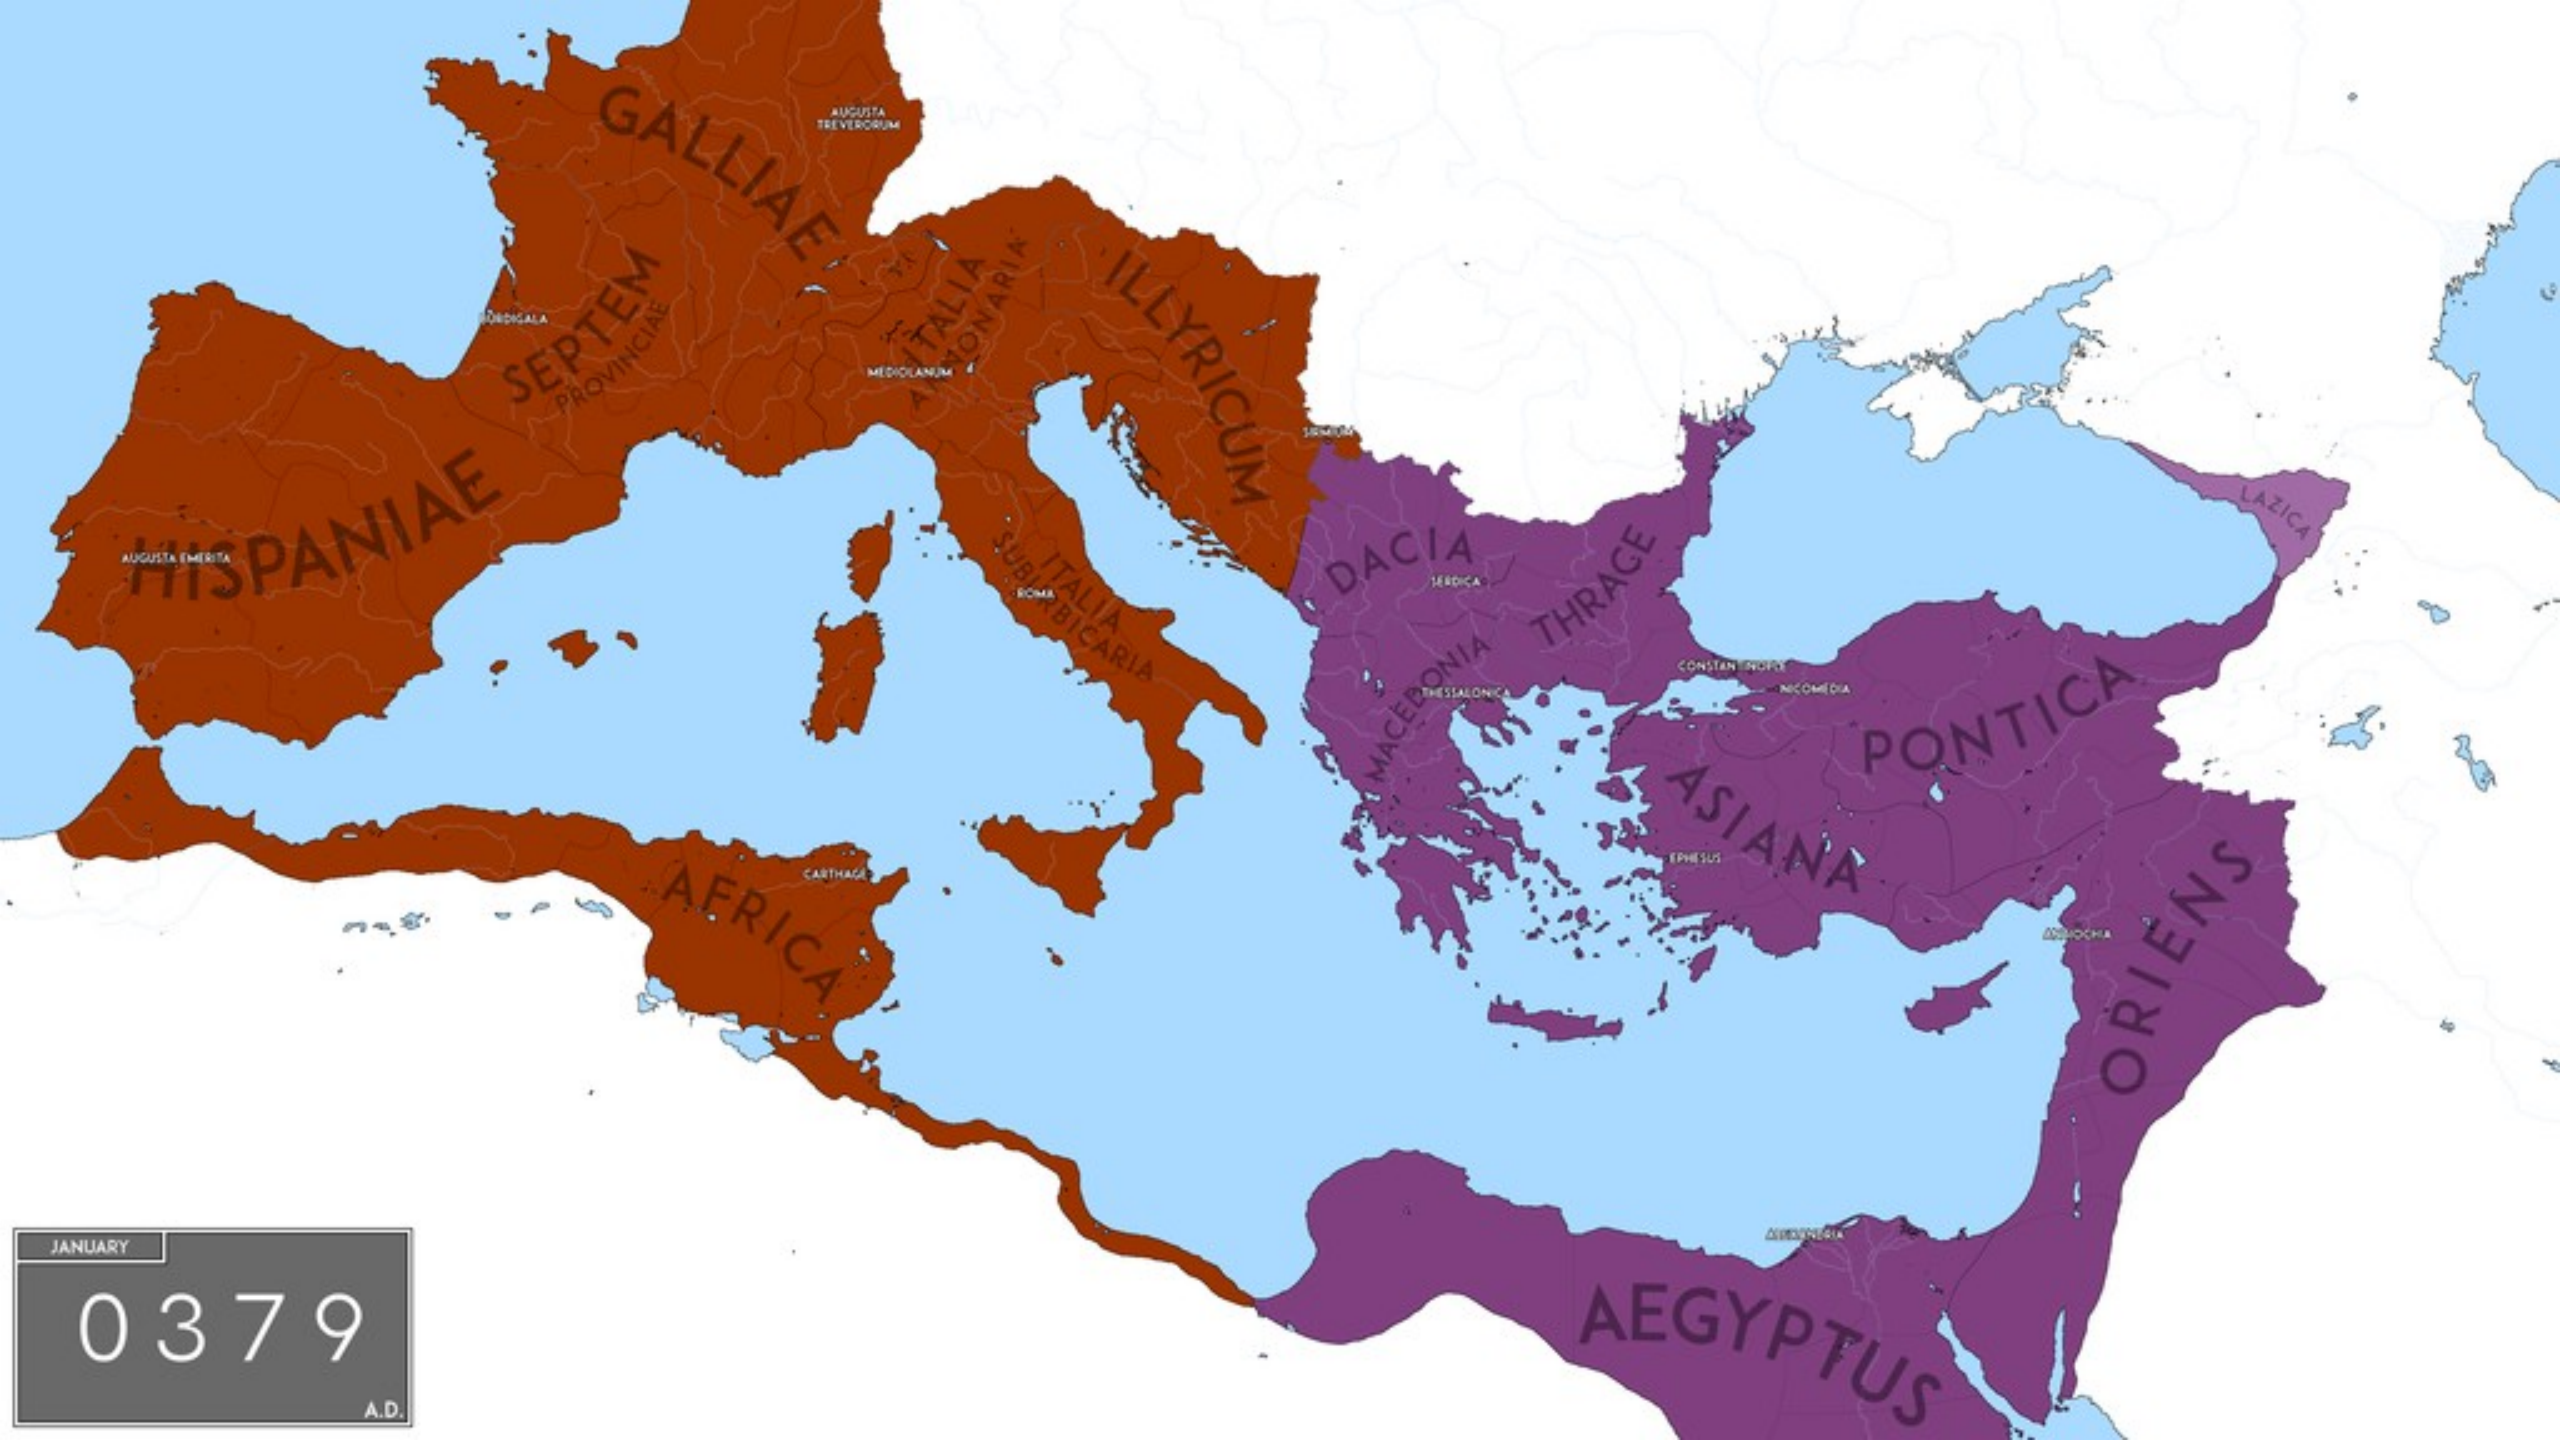 AUGUSTA
TREVERORUM
GALLIAE
BURDIGALA
SEPTEM
PROVINCIAE
ITALIA
ANNONARIA
MEDIOLANUM
ILLYRICUM
SIRMIUM
HISPANIAE
AUGUSTA EMERITA
ITALIA
SUBURBICARIA
ROMA
DACIA
SERDICA
THRAGE
MACEDONIA
THESSALONICA
CONSTANTINOPLE
NICOMEDIA
LAZICA
PONTICA
ASIANA
EPHESUS
CARTHAGE
AFRICA
ANTIOCHIA
ORIENS
ALEXANDRIA
AEGYPTUS
JANUARY
0379
A.D.